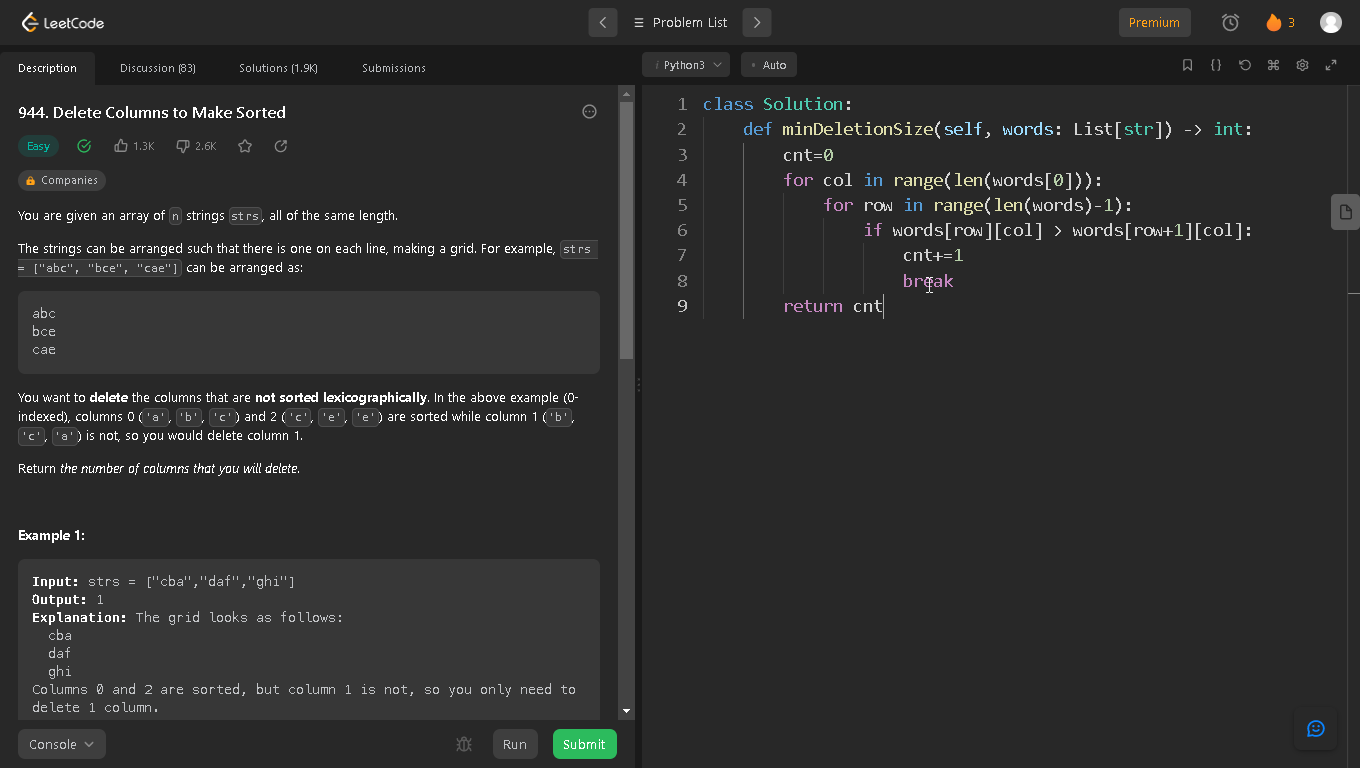 LeetCode
Problem List
Premium
3
Description
Discussion (83)
Solutions (1.9K)
Submissions
i Python3
Auto
944. Delete Columns to Make Sorted
Easy
1.3K
2.6K
Companies
You are given an array of n strings strs, all of the same length.
The strings can be arranged such that there is one on each line, making a grid. For example, strs
= ["abc", "bce", "cae"] can be arranged as:
abc
bce
cae
You want to delete the columns that are not sorted lexicographically. In the above example (0-
indexed), columns 0 ('a', 'b', 'c') and 2 ('c', 'e', 'e') are sorted while column 1 ('b',
'c', 'a') is not, so you would delete column 1.
Return the number of columns that you will delete.
Example 1:
Input: strs = ["cba","daf","ghi"]
Output: 1
Explanation: The grid looks as follows:
cba
daf
ghi
Columns 0 and 2 are sorted, but column 1 is not, so you only need to
delete 1 column.
1 class Solution:
2 def minDeletionSize(self, words: List[str]) -> int:
3 cnt=0
4 for col in range(len(words[0])):
5 for row in range(len(words)-1):
6 if words[row][col] > words[row+1][col]:
7 cnt+=1
8 break
9 return cnt
Console
Run
Submit